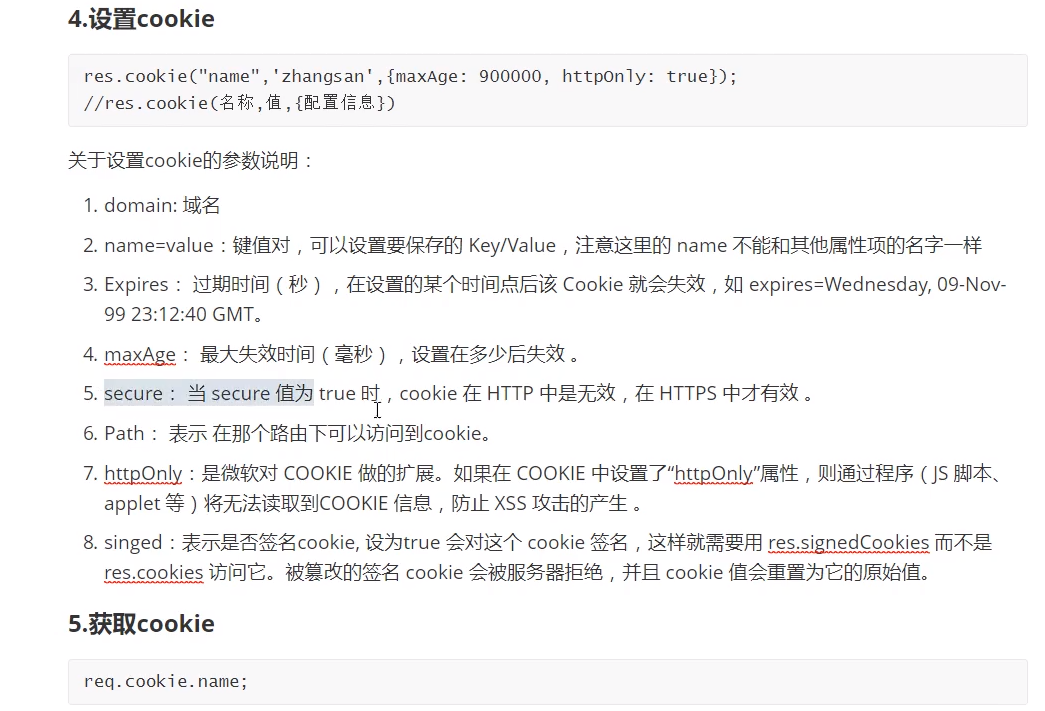 4.设置cookie
res.cookie("name",'zhangsan',{maxAge: 900000, httpOnly: true});
//res.cookie(名称,值,{配置信息})
关于设置cookie的参数说明：
1. domain: 域名
2. name=value：键值对，可以设置要保存的 Key/Value，注意这里的 name 不能和其他属性项的名字一样
3. Expires： 过期时间（秒），在设置的某个时间点后该 Cookie 就会失效，如 expires=Wednesday, 09-Nov-
99 23:12:40 GMT。
4. maxAge： 最大失效时间（毫秒），设置在多少后失效 。
5. secure： 当 secure 值为 true 时，cookie 在 HTTP 中是无效，在 HTTPS 中才有效 。
6. Path： 表示 在那个路由下可以访问到cookie。
7. httpOnly：是微软对 COOKIE 做的扩展。如果在 COOKIE 中设置了“httpOnly”属性，则通过程序（JS 脚本、
applet 等）将无法读取到COOKIE 信息，防止 XSS 攻击的产生 。
8. singed：表示是否签名cookie, 设为true 会对这个 cookie 签名，这样就需要用 res.signedCookies 而不是
res.cookies 访问它。被篡改的签名 cookie 会被服务器拒绝，并且 cookie 值会重置为它的原始值。
5.获取cookie
req.cookie.name;